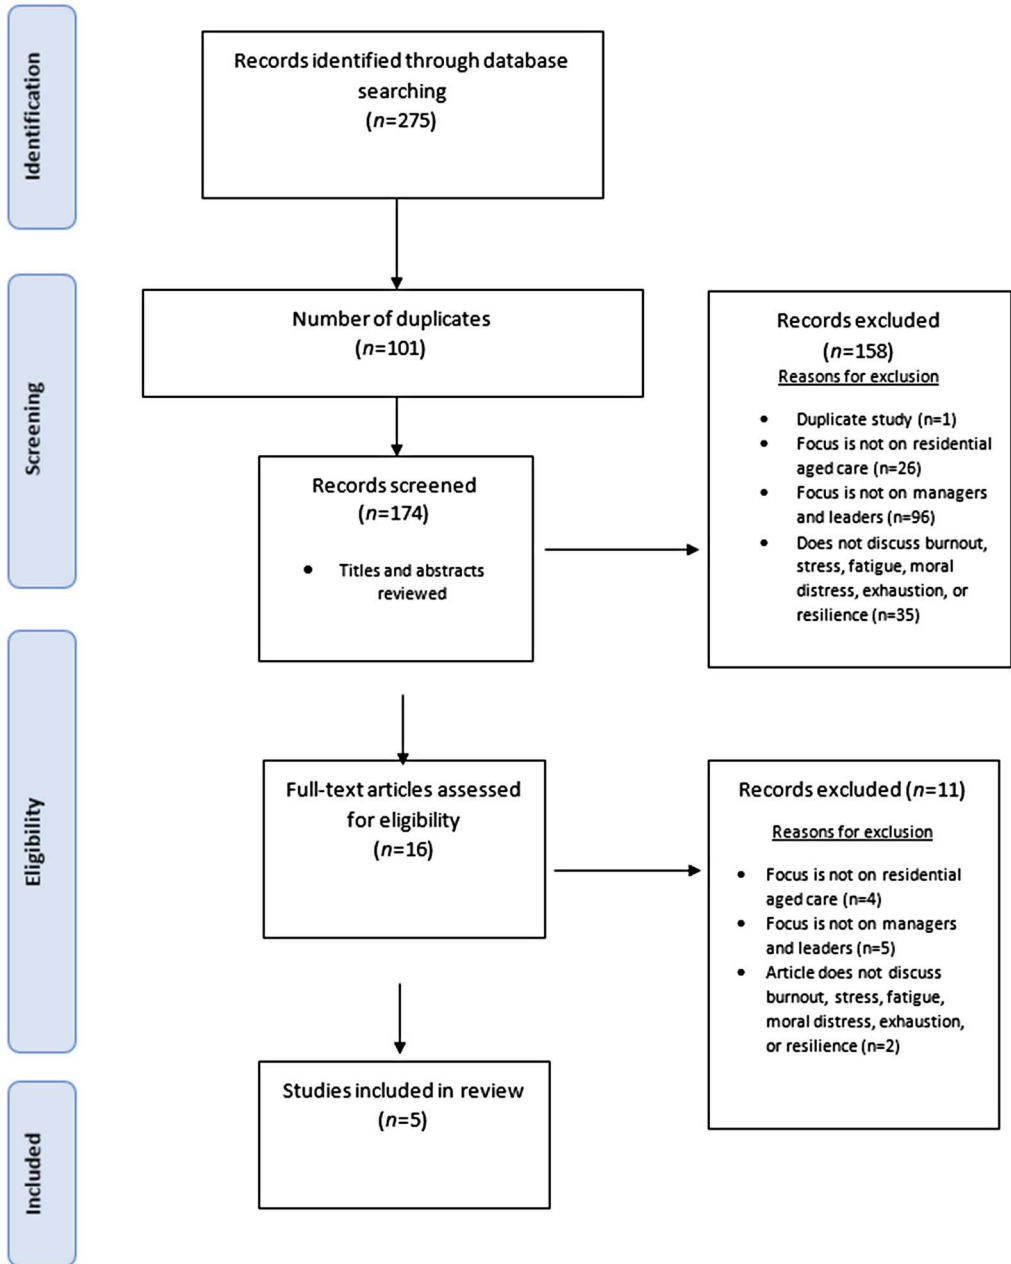 Identification
Records identified through database
searching
(n=275)
Screening
Number of duplicates
(n=101)
Records screened
(n=174)
• Titles and abstracts
reviewed
Records excluded
(n=158)
Reasons for exclusion
• Duplicate study (n=1)
• Focus is not on residential
aged care (n=26)
• Focus is not on managers
and leaders (n=96)
• Does not discuss burnout,
stress, fatigue, moral
distress, exhaustion, or
resilience (n=35)
Eligibility
Full-text articles assessed
for eligibility
(n=16)
Records excluded (n=11)
Reasons for exclusion
• Focus is not on residential
aged care (n=4)
• Focus is not on managers
and leaders (n=5)
• Article does not discuss
burnout, stress, fatigue,
moral distress, exhaustion,
or resilience (n=2)
Included
Studies included in review
(n=5)